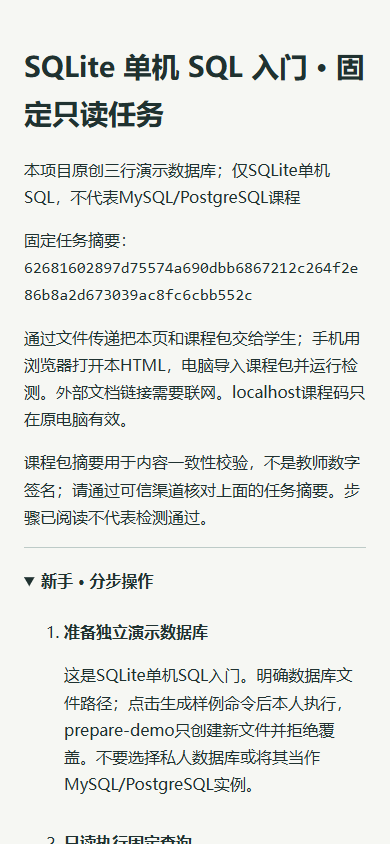 SQLite 单机 SQL 入门 · 固
定只读任务
本项目原创三行演示数据库；仅SQLite单机
SQL，不代表MySQL/PostgreSQL课程
固定任务摘要：
62681602897d75574a690dbb6867212c264f2e
86b8a2d673039ac8fc6cbb552c
通过文件传递把本页和课程包交给学生；手机用
浏览器打开本HTML，电脑导入课程包并运行检
测。外部文档链接需要联网。localhost课程码只
在原电脑有效。
课程包摘要用于内容一致性校验，不是教师数字
签名；请通过可信渠道核对上面的任务摘要。步
骤已阅读不代表检测通过。
▼ 新手 · 分步操作
1. 准备独立演示数据库
这是SQLite单机SQL入门。明确数据库文
件路径；点击生成样例命令后本人执行，
prepare-demo只创建新文件并拒绝覆
盖。不要选择私人数据库或将其当作
MySQL/PostgreSQL实例。
2. 只读执行固定查询